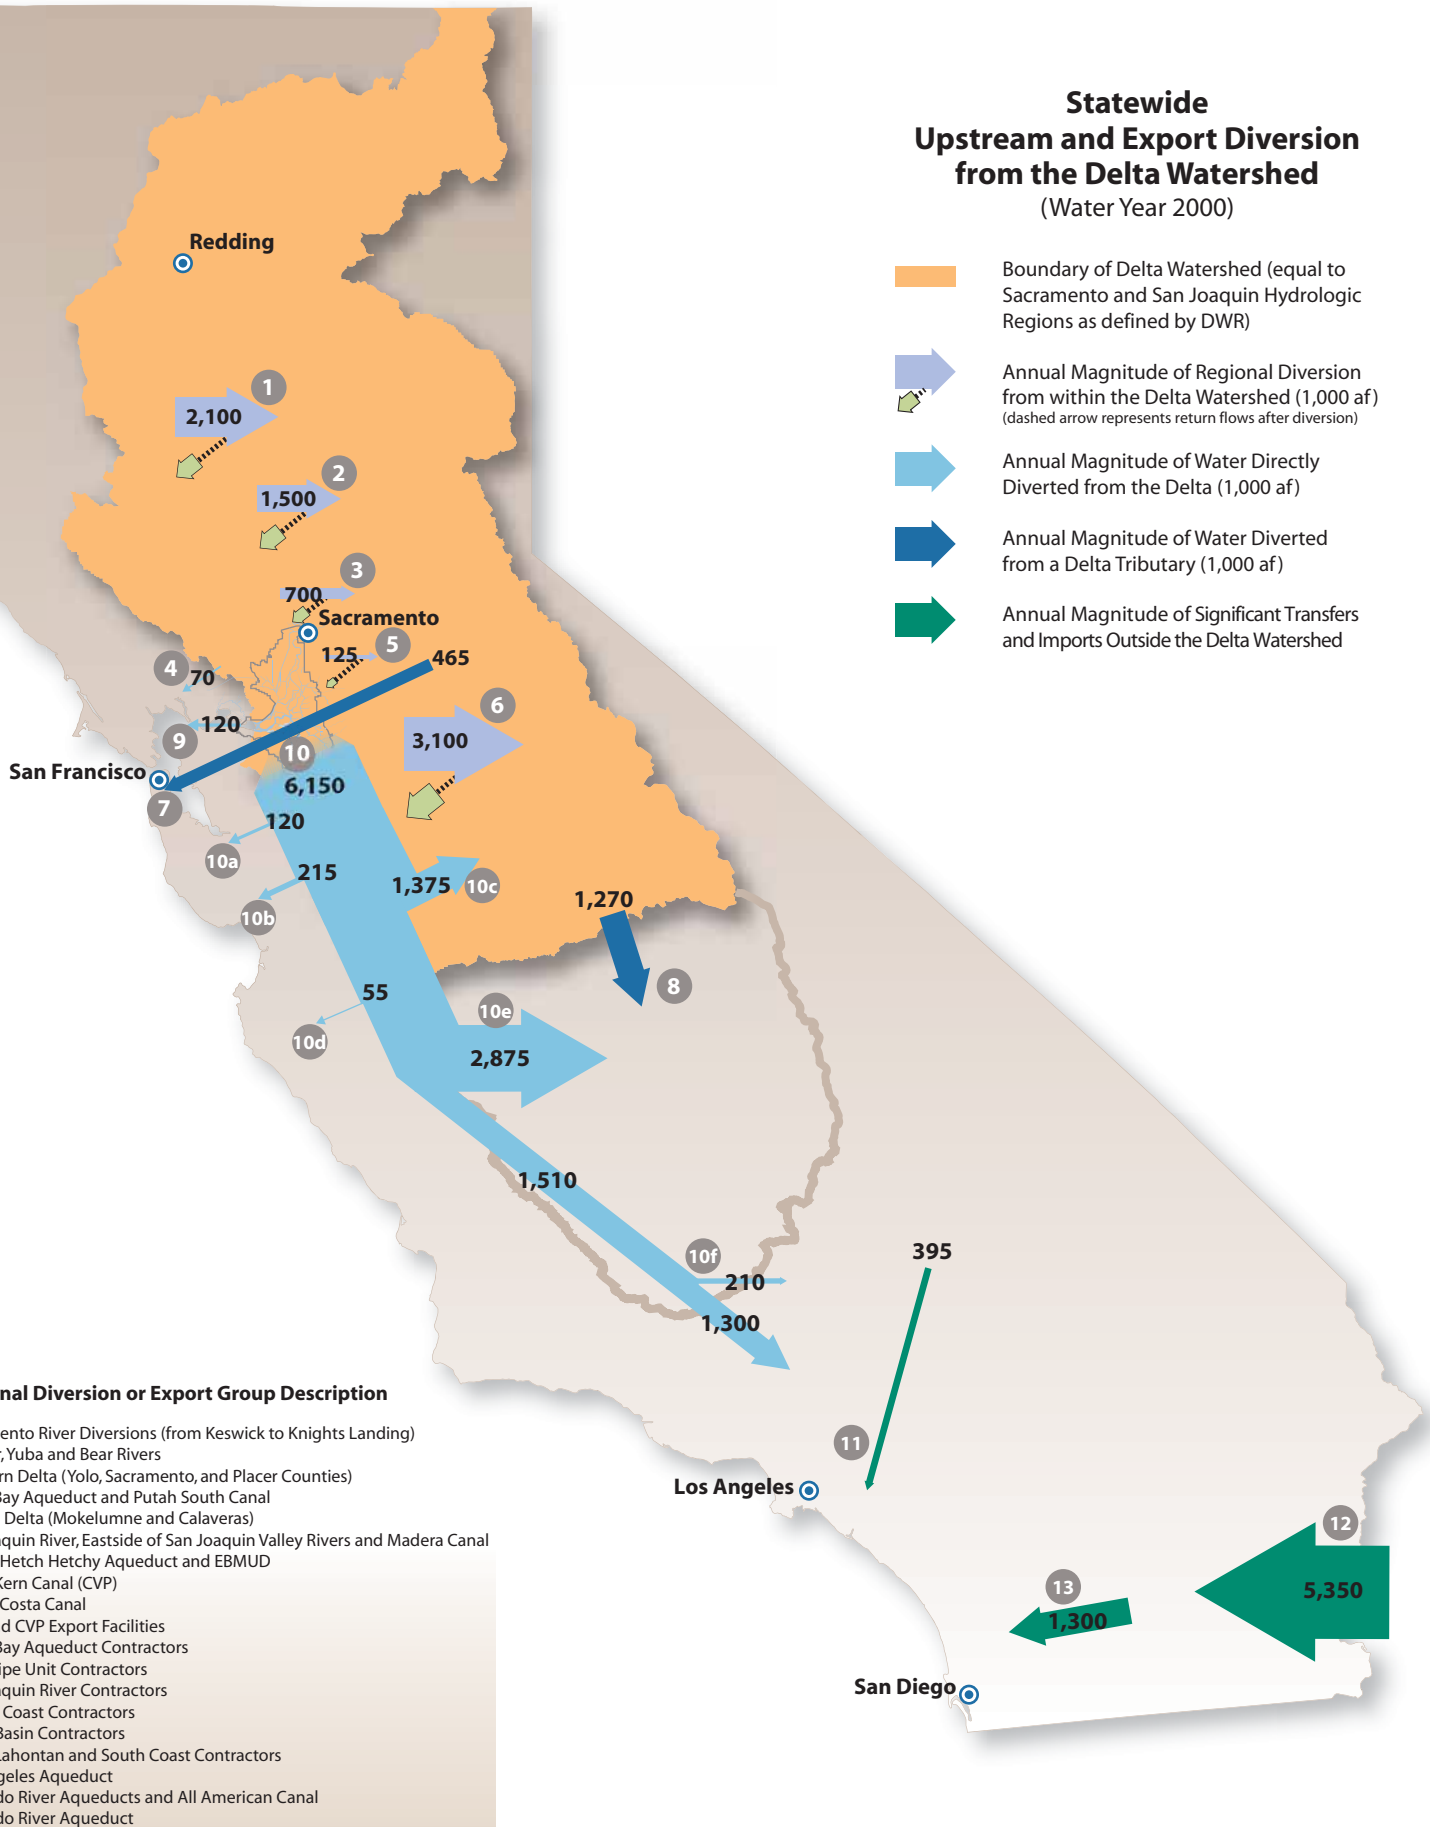 Statewide
Upstream and Export Diversion
from the Delta Watershed
(Water Year 2000)
Boundary of Delta Watershed (equal to
Sacramento and San Joaquin Hydrologic
Regions as defined by DWR)
Annual Magnitude of Regional Diversion
from within the Delta Watershed (1,000 af)
(dashed arrow represents return flows after diversion)
Annual Magnitude of Water Directly
Diverted from the Delta (1,000 af)
Annual Magnitude of Water Diverted
from a Delta Tributary (1,000 af)
Annual Magnitude of Significant Transfers
and Imports Outside the Delta Watershed
Redding
1
2,100
2
1,500
3
700
Sacramento
5
125
465
4
70
6
120
9
3,100
10
San Francisco
6,150
7
120
10a
215
1,375
10c
10b
1,270
8
55
10e
10d
2,875
1,510
10f
210
395
1,300
11
Los Angeles
12
5,350
13
1,300
San Diego
nal Diversion or Export Group Description
ento River Diversions (from Keswick to Knights Landing)
r, Yuba and Bear Rivers
rn Delta (Yolo, Sacramento, and Placer Counties)
Bay Aqueduct and Putah South Canal
Delta (Mokelumne and Calaveras)
quin River, Eastside of San Joaquin Valley Rivers and Madera Canal
Hetch Hetchy Aqueduct and EBMUD
Kern Canal (CVP)
Costa Canal
d CVP Export Facilities
Bay Aqueduct Contractors
ipe Unit Contractors
quin River Contractors
Coast Contractors
Basin Contractors
Lahontan and South Coast Contractors
geles Aqueduct
do River Aqueducts and All American Canal
do River Aqueduct